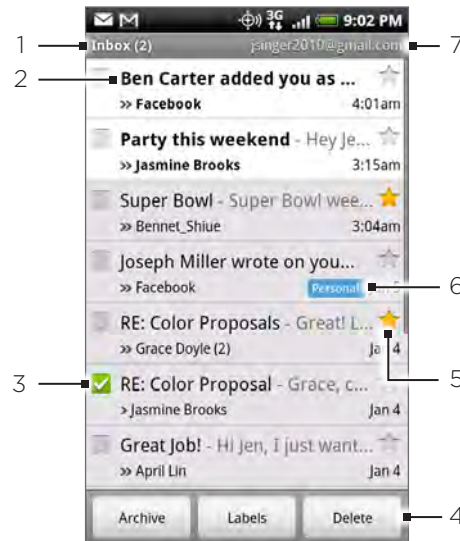 3G 9:02 PM
1 Inbox (2) jsinger2010@gmail.com 7
2 Ben Carter added you as ...
» Facebook 4:01am
Party this weekend - Hey Je...
» Jasmine Brooks 3:15am
Super Bowl - Super Bowl wee...
» Bennet_Shiue 3:04am
Joseph Miller wrote on you...
» Facebook Personal 6
RE: Color Proposals - Great! L...
» Grace Doyle (2) 4 5
3 RE: Color Proposal - Grace, c...
> Jasmine Brooks Jan 4
Great Job! - Hi Jen, I just want...
» April Lin Jan 4
Archive Labels Delete 4